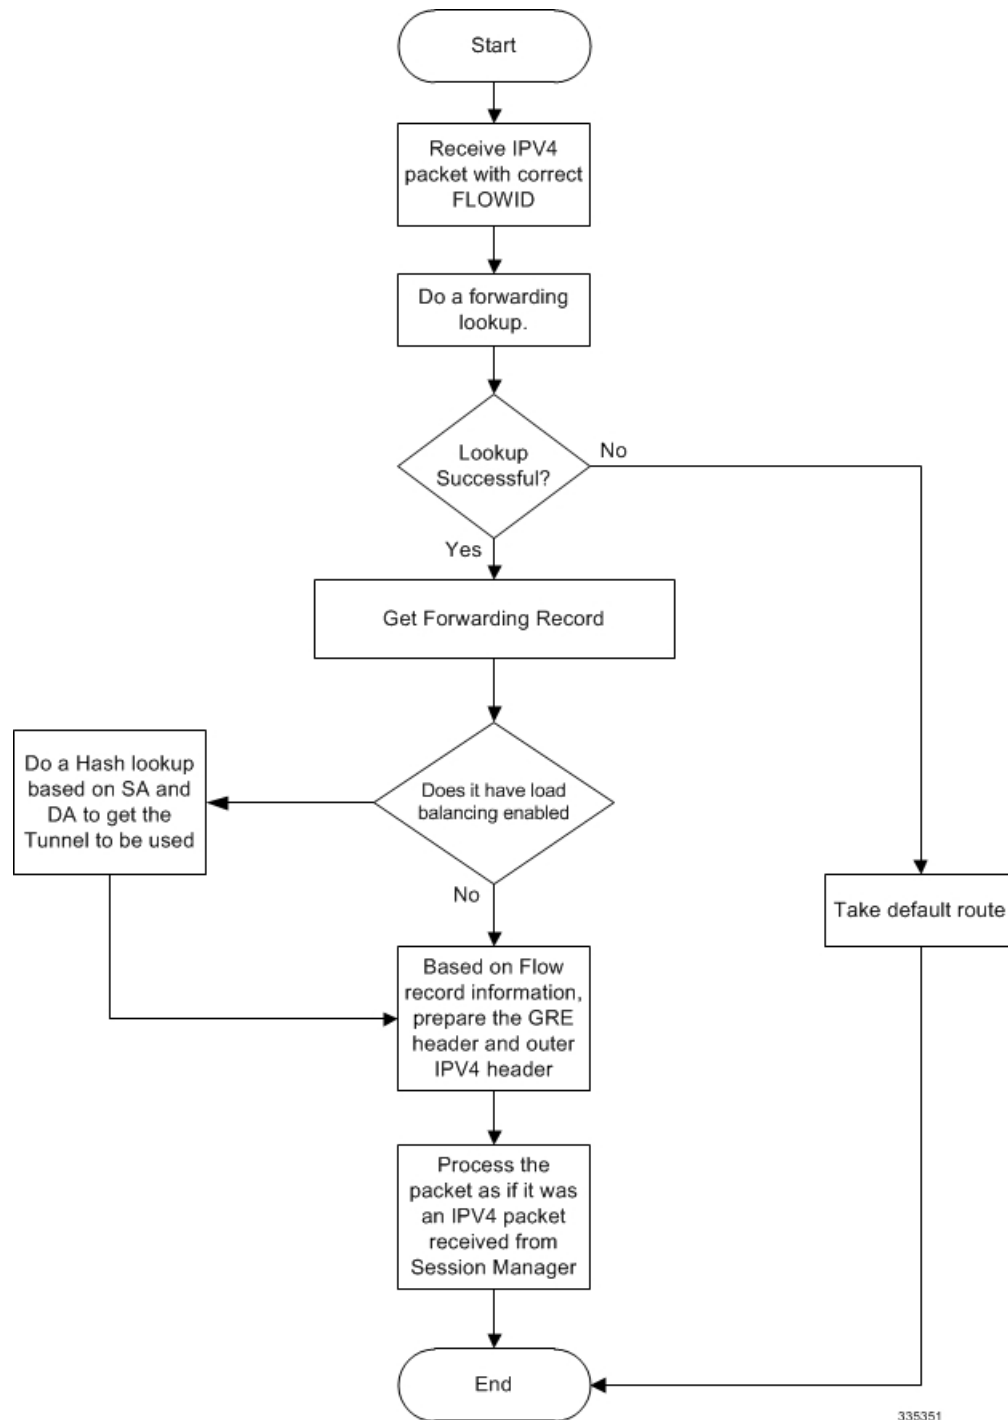 Start
Receive IPV4
packet with correct
FLOWID
Do a forwarding
lookup.
Lookup
Successful?
No
Yes
Get Forwarding Record
Do a Hash lookup
based on SA and
DA to get the
Tunnel to be used
Does it have load
balancing enabled
No
Take default route
Based on Flow
record information,
prepare the GRE
header and outer
IPV4 header
Process the
packet as if it was
an IPV4 packet
received from
Session Manager
End
335351